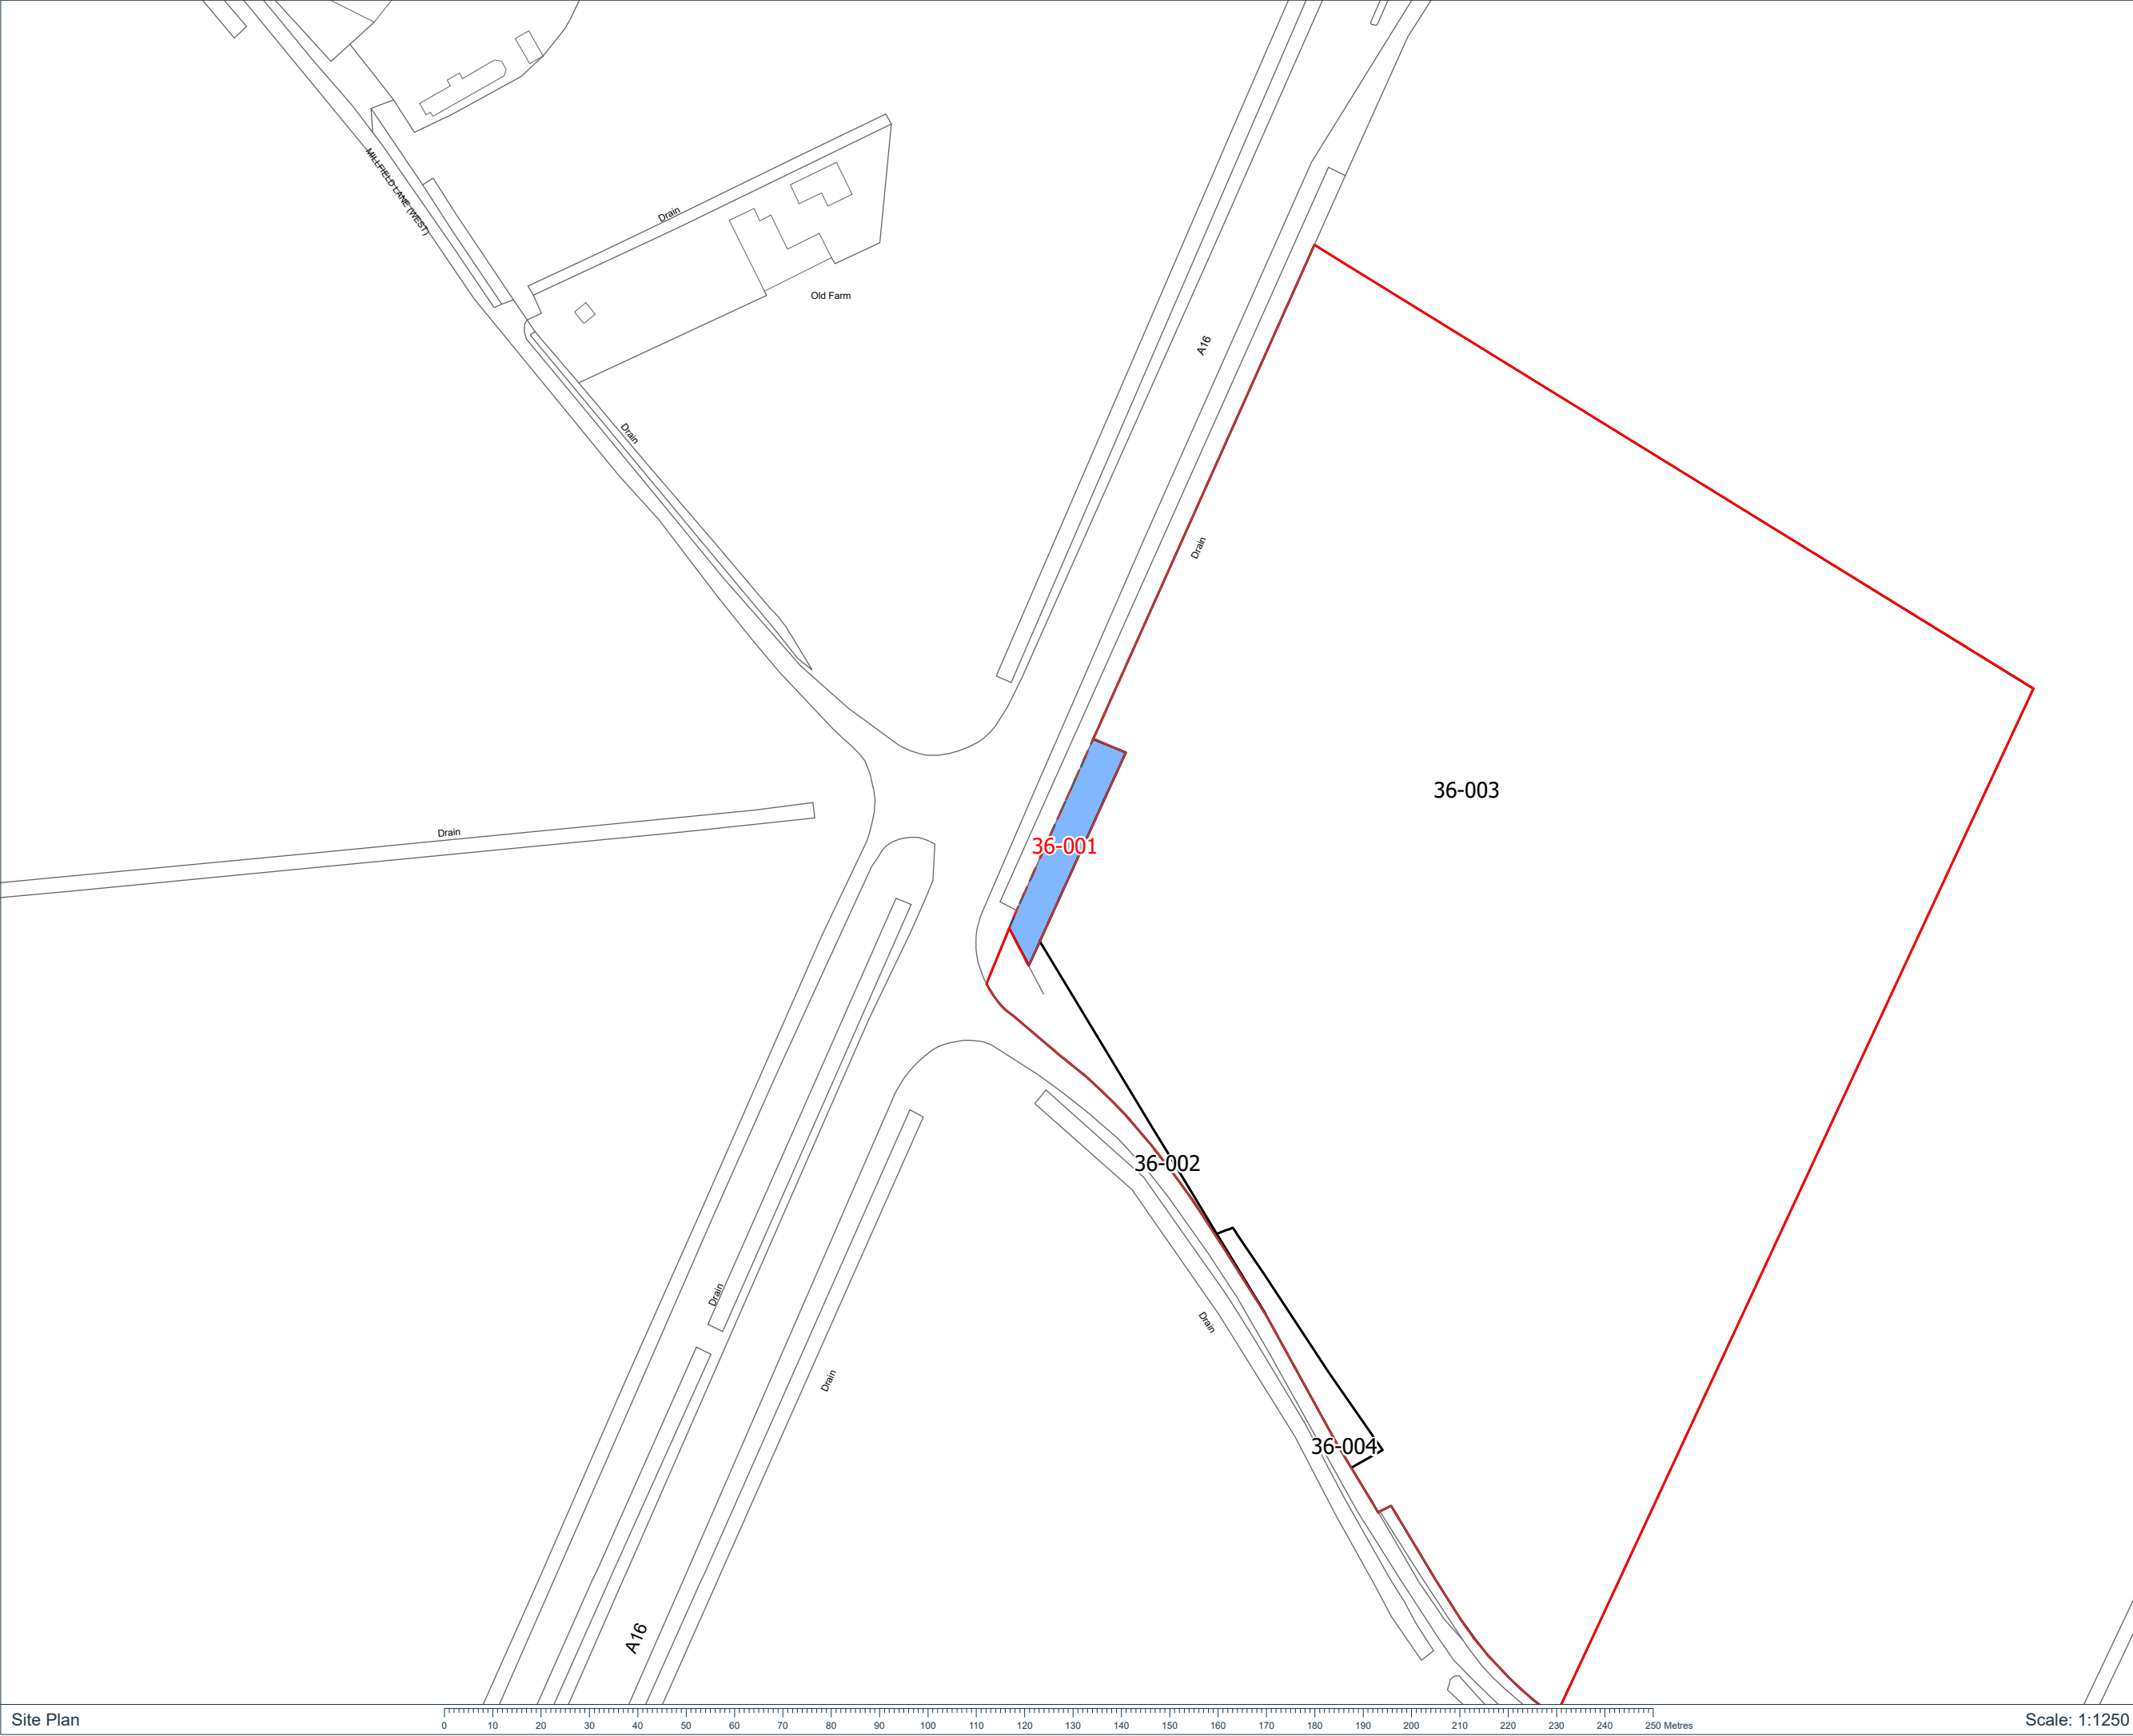 MILLFIELD LANE (WEST)
Drain
Old Farm
A16
Drain
Drain
36-003
Drain
36-001
36-002
Drain
Drain
Drain
36-004
A16
Site Plan
0 10 20 30 40 50 60 70 80 90 100 110 120 130 140 150 160 170 180 190 200 210 220 230 240 250 Metres
Scale: 1:1250